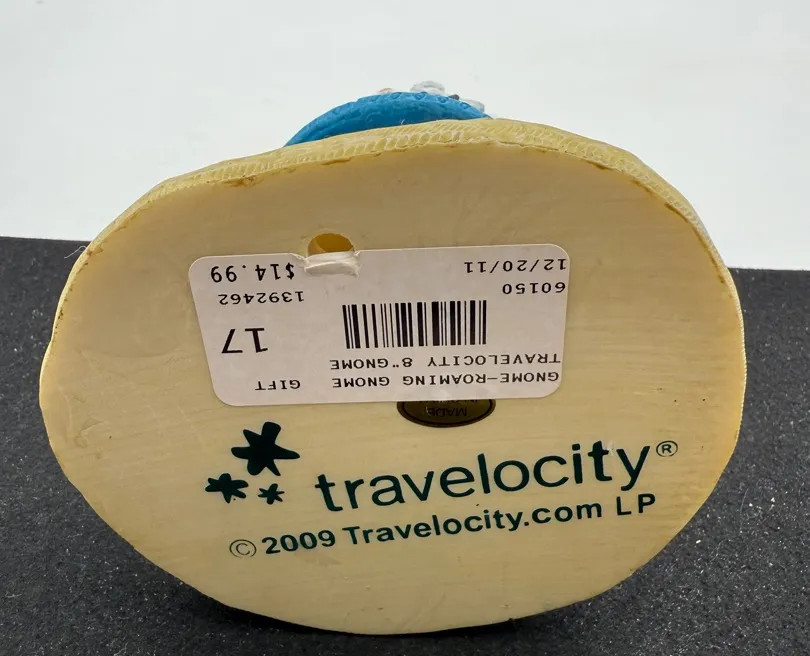 GNOME-ROAMING GNOME GIFT
TRAVELOCITY 8" GNOME
17
60150 1392462
12/20/11 $14.99
MADE
travelocity®
© 2009 Travelocity.com LP